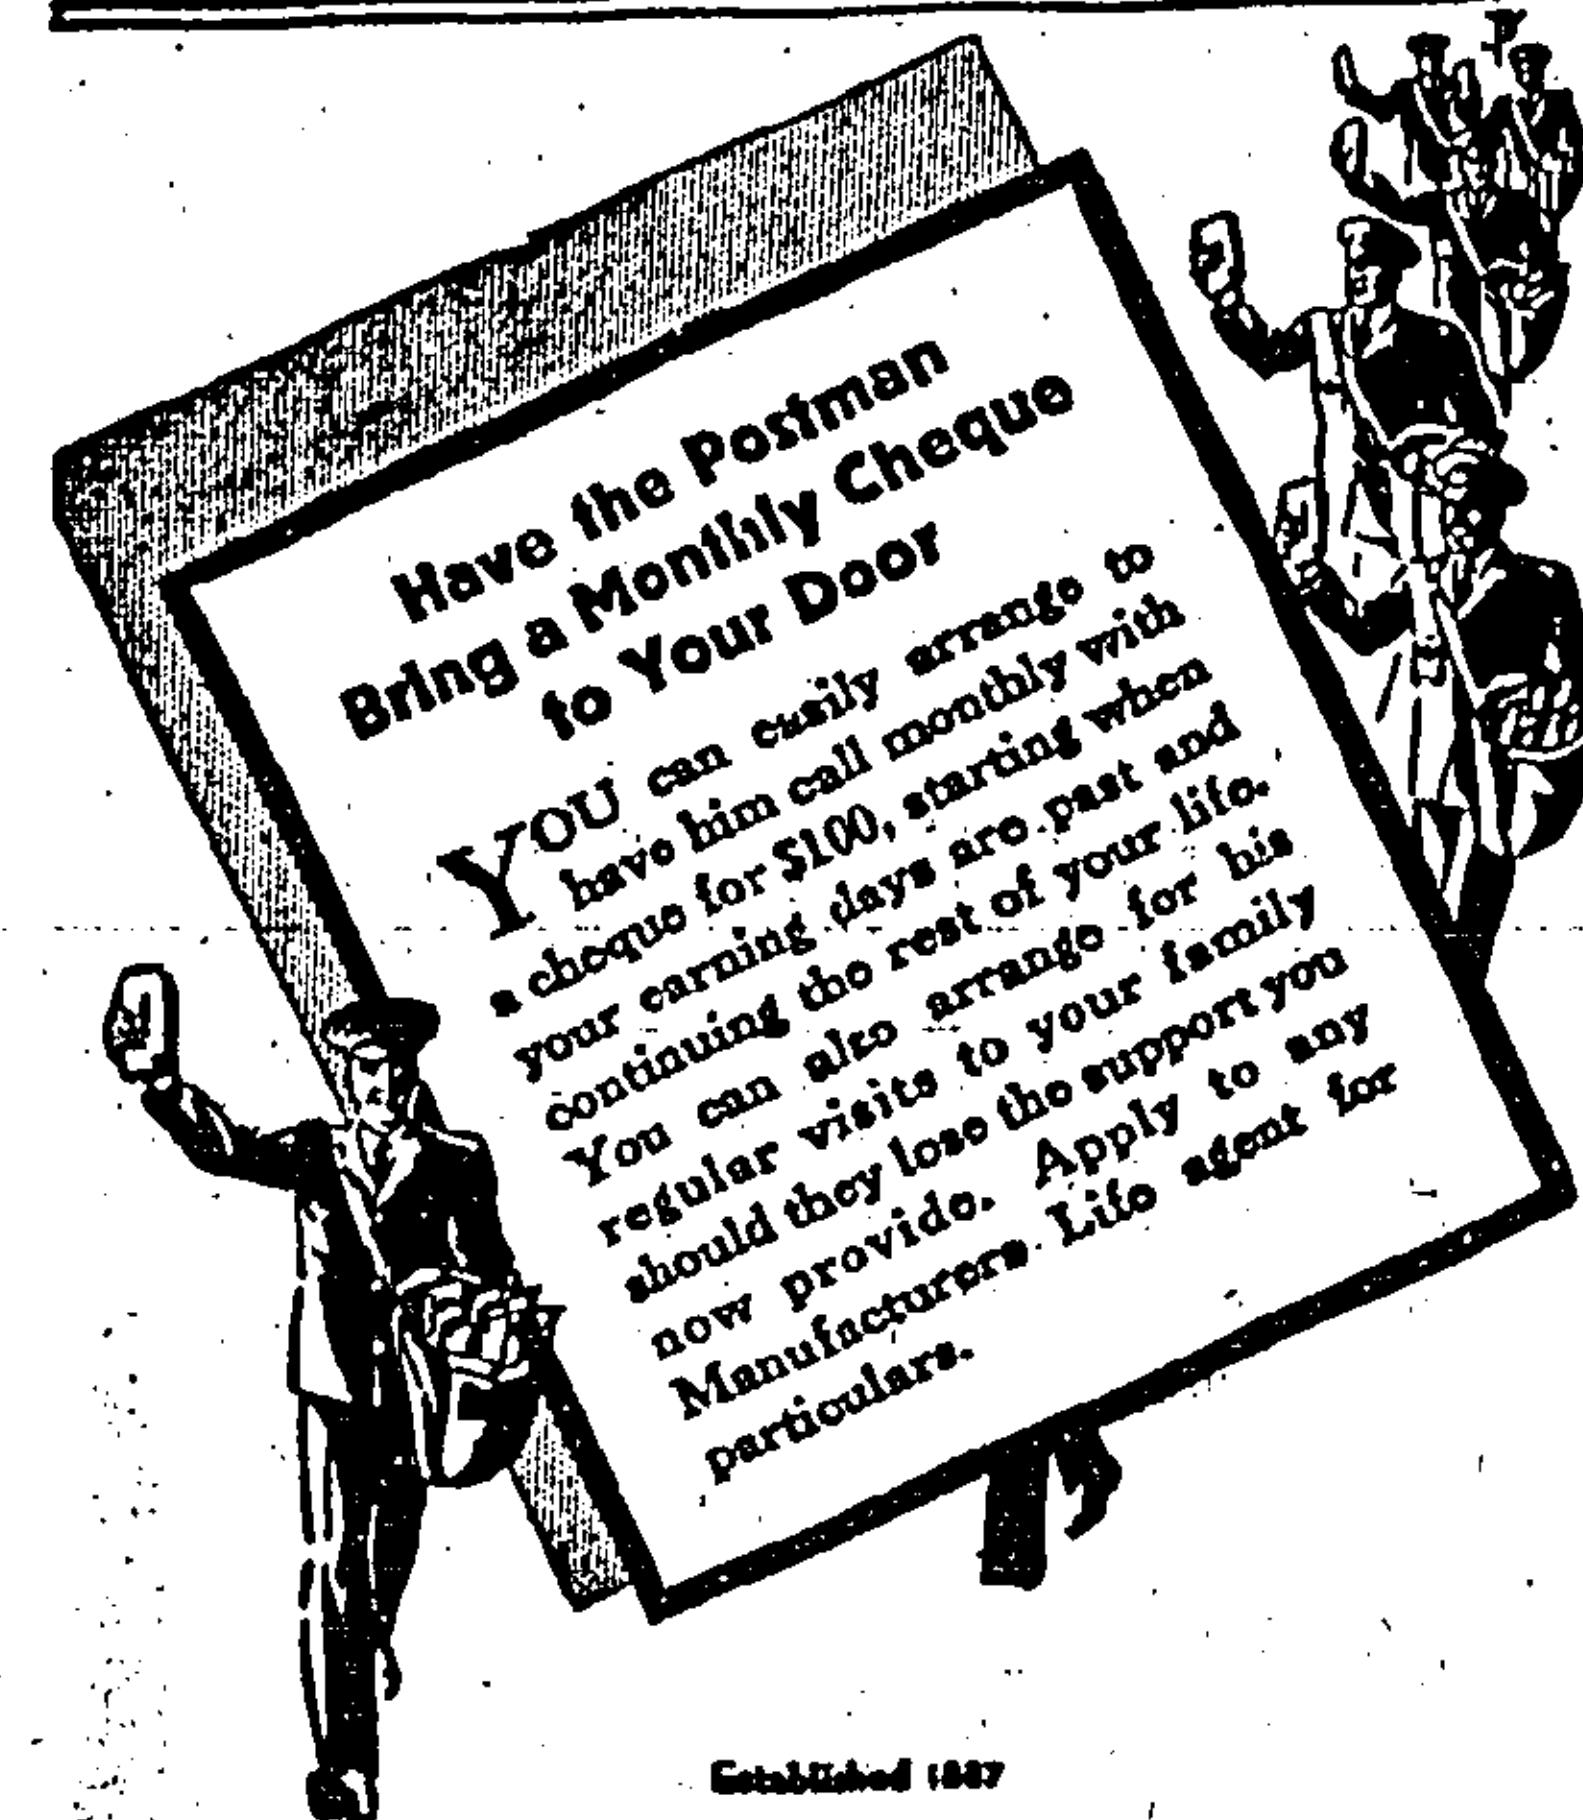 Have the Postman
Bring a Monthly Cheque
to Your Door
YOU can easily arrange to
have him call monthly with
a cheque for $100, starting when
your earning days are past and
continuing the rest of your life.
You can also arrange for his
regular visits to your family
should they lose the support you
now provide. Apply to any
Manufacturers Life agent for
particulars.
Established 1887